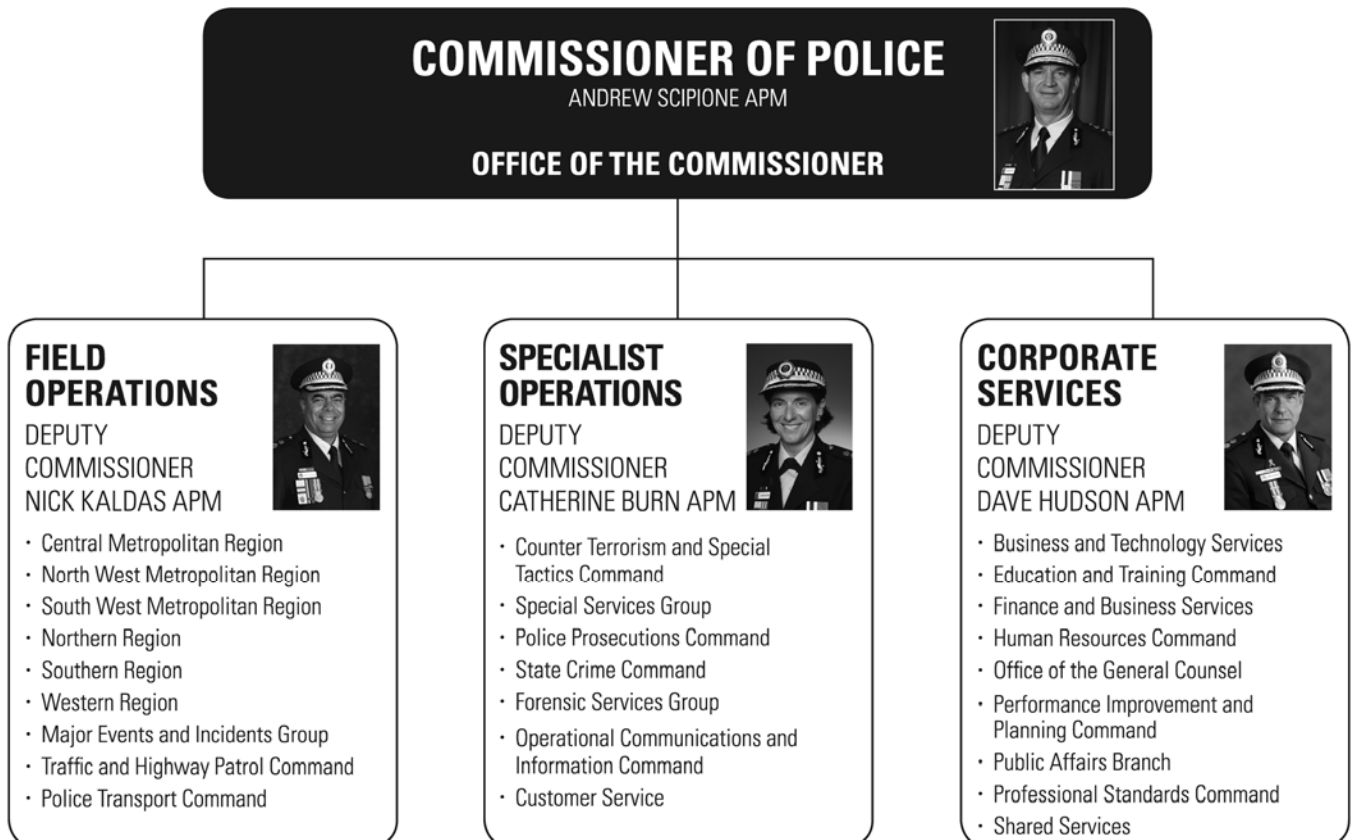 COMMISSIONER OF POLICE
ANDREW SCIPIONE APM
OFFICE OF THE COMMISSIONER
FIELD
OPERATIONS
DEPUTY
COMMISSIONER
NICK KALDAS APM
· Central Metropolitan Region
· North West Metropolitan Region
· South West Metropolitan Region
· Northern Region
· Southern Region
· Western Region
· Major Events and Incidents Group
· Traffic and Highway Patrol Command
· Police Transport Command
SPECIALIST
OPERATIONS
DEPUTY
COMMISSIONER
CATHERINE BURN APM
· Counter Terrorism and Special
Tactics Command
· Special Services Group
· Police Prosecutions Command
· State Crime Command
· Forensic Services Group
· Operational Communications and
Information Command
· Customer Service
CORPORATE
SERVICES
DEPUTY
COMMISSIONER
DAVE HUDSON APM
· Business and Technology Services
· Education and Training Command
· Finance and Business Services
· Human Resources Command
· Office of the General Counsel
· Performance Improvement and
Planning Command
· Public Affairs Branch
· Professional Standards Command
· Shared Services